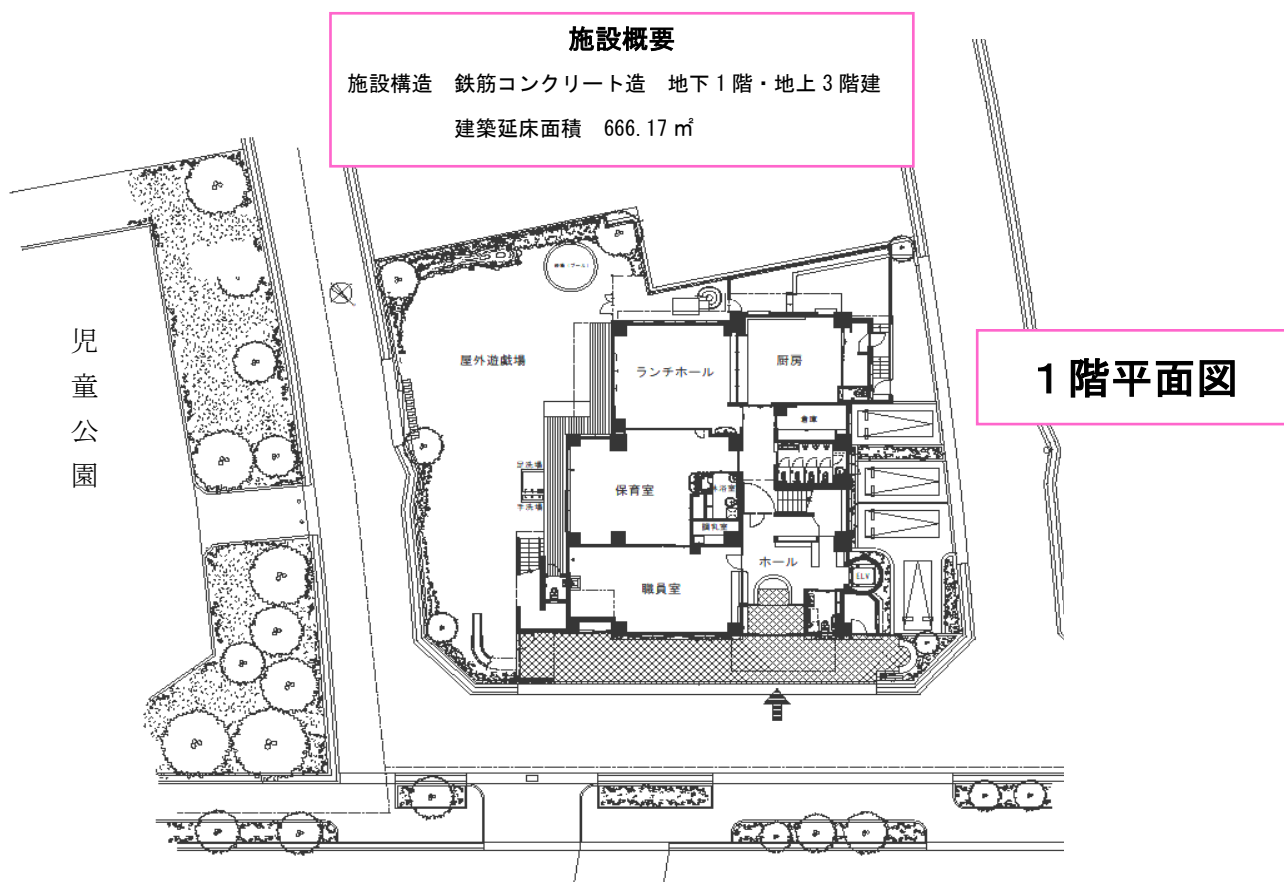 施設概要
施設構造 鉄筋コンクリート造 地下1階・地上3階建
建築延床面積 666.17㎡
1階平面図
児童公園
屋外遊戯場
ランチホール
厨房
倉庫
足洗場
手洗場
保育室
沐浴室
調乳室
職員室
ホール
ELV